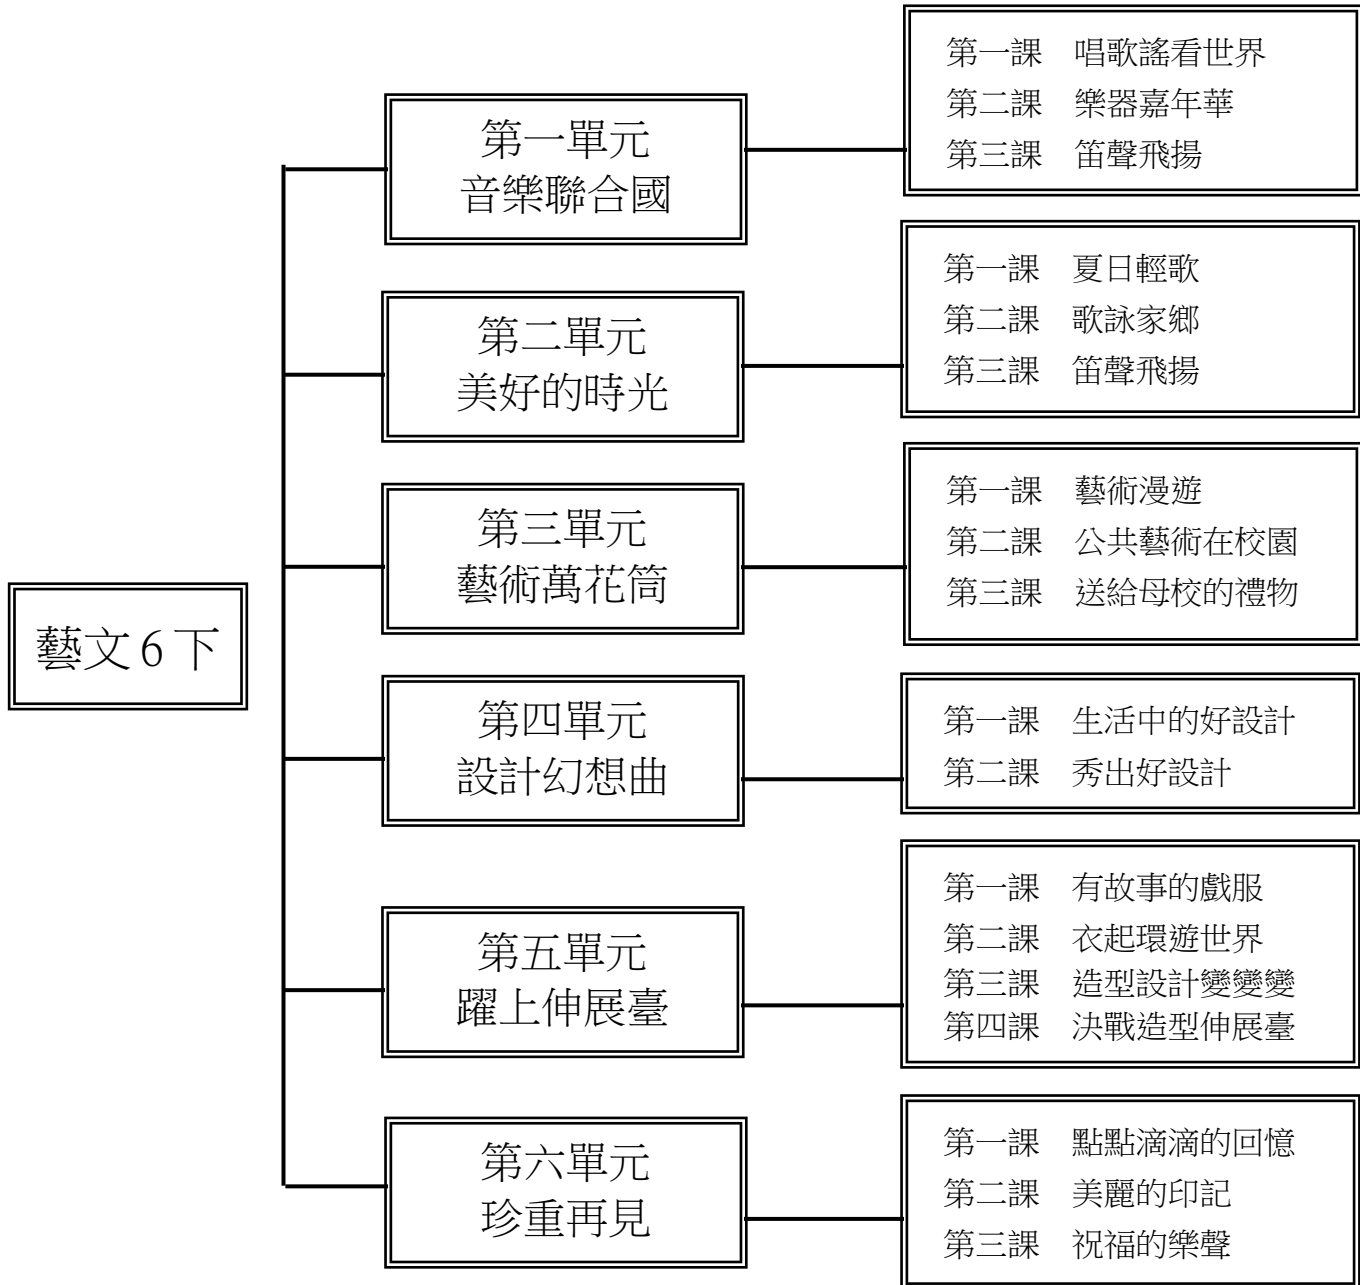 藝文6下
第一單元
音樂聯合國
第一課 唱歌謠看世界
第二課 樂器嘉年華
第三課 笛聲飛揚
第二單元
美好的時光
第一課 夏日輕歌
第二課 歌詠家鄉
第三課 笛聲飛揚
第三單元
藝術萬花筒
第一課 藝術漫遊
第二課 公共藝術在校園
第三課 送給母校的禮物
第四單元
設計幻想曲
第一課 生活中的好設計
第二課 秀出好設計
第五單元
躍上伸展臺
第一課 有故事的戲服
第二課 衣起環遊世界
第三課 造型設計變變變
第四課 決戰造型伸展臺
第六單元
珍重再見
第一課 點點滴滴的回憶
第二課 美麗的印記
第三課 祝福的樂聲